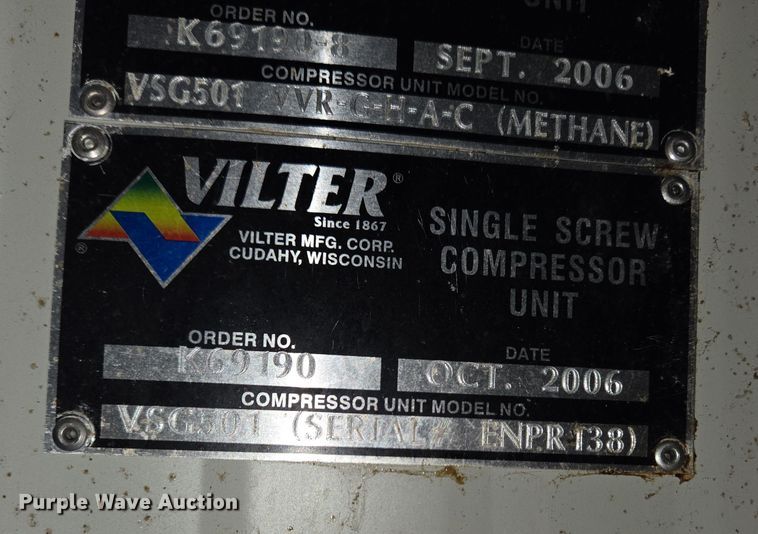 UNIT
ORDER NO.
K69190-8
DATE
SEPT. 2006
COMPRESSOR UNIT MODEL NO.
VSG501 VVR-C-H-A-C (METHANE)
VILTER®
Since 1867
VILTER MFG. CORP.
CUDAHY, WISCONSIN
®
SINGLE SCREW
COMPRESSOR
UNIT
ORDER NO.
K69190
DATE
OCT. 2006
COMPRESSOR UNIT MODEL NO.
VSG501 (SERIAL# ENPR138)
Purple Wave Auction